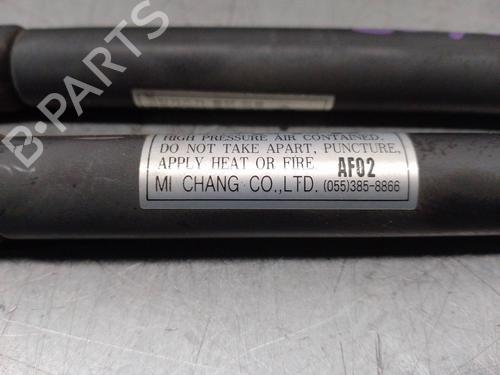 B-PARTS
HIGH PRESSURE AIR CONTAINED.
DO NOT TAKE APART, PUNCTURE,
APPLY HEAT OR FIRE AF02
MI CHANG CO.,LTD. (055)385-8866